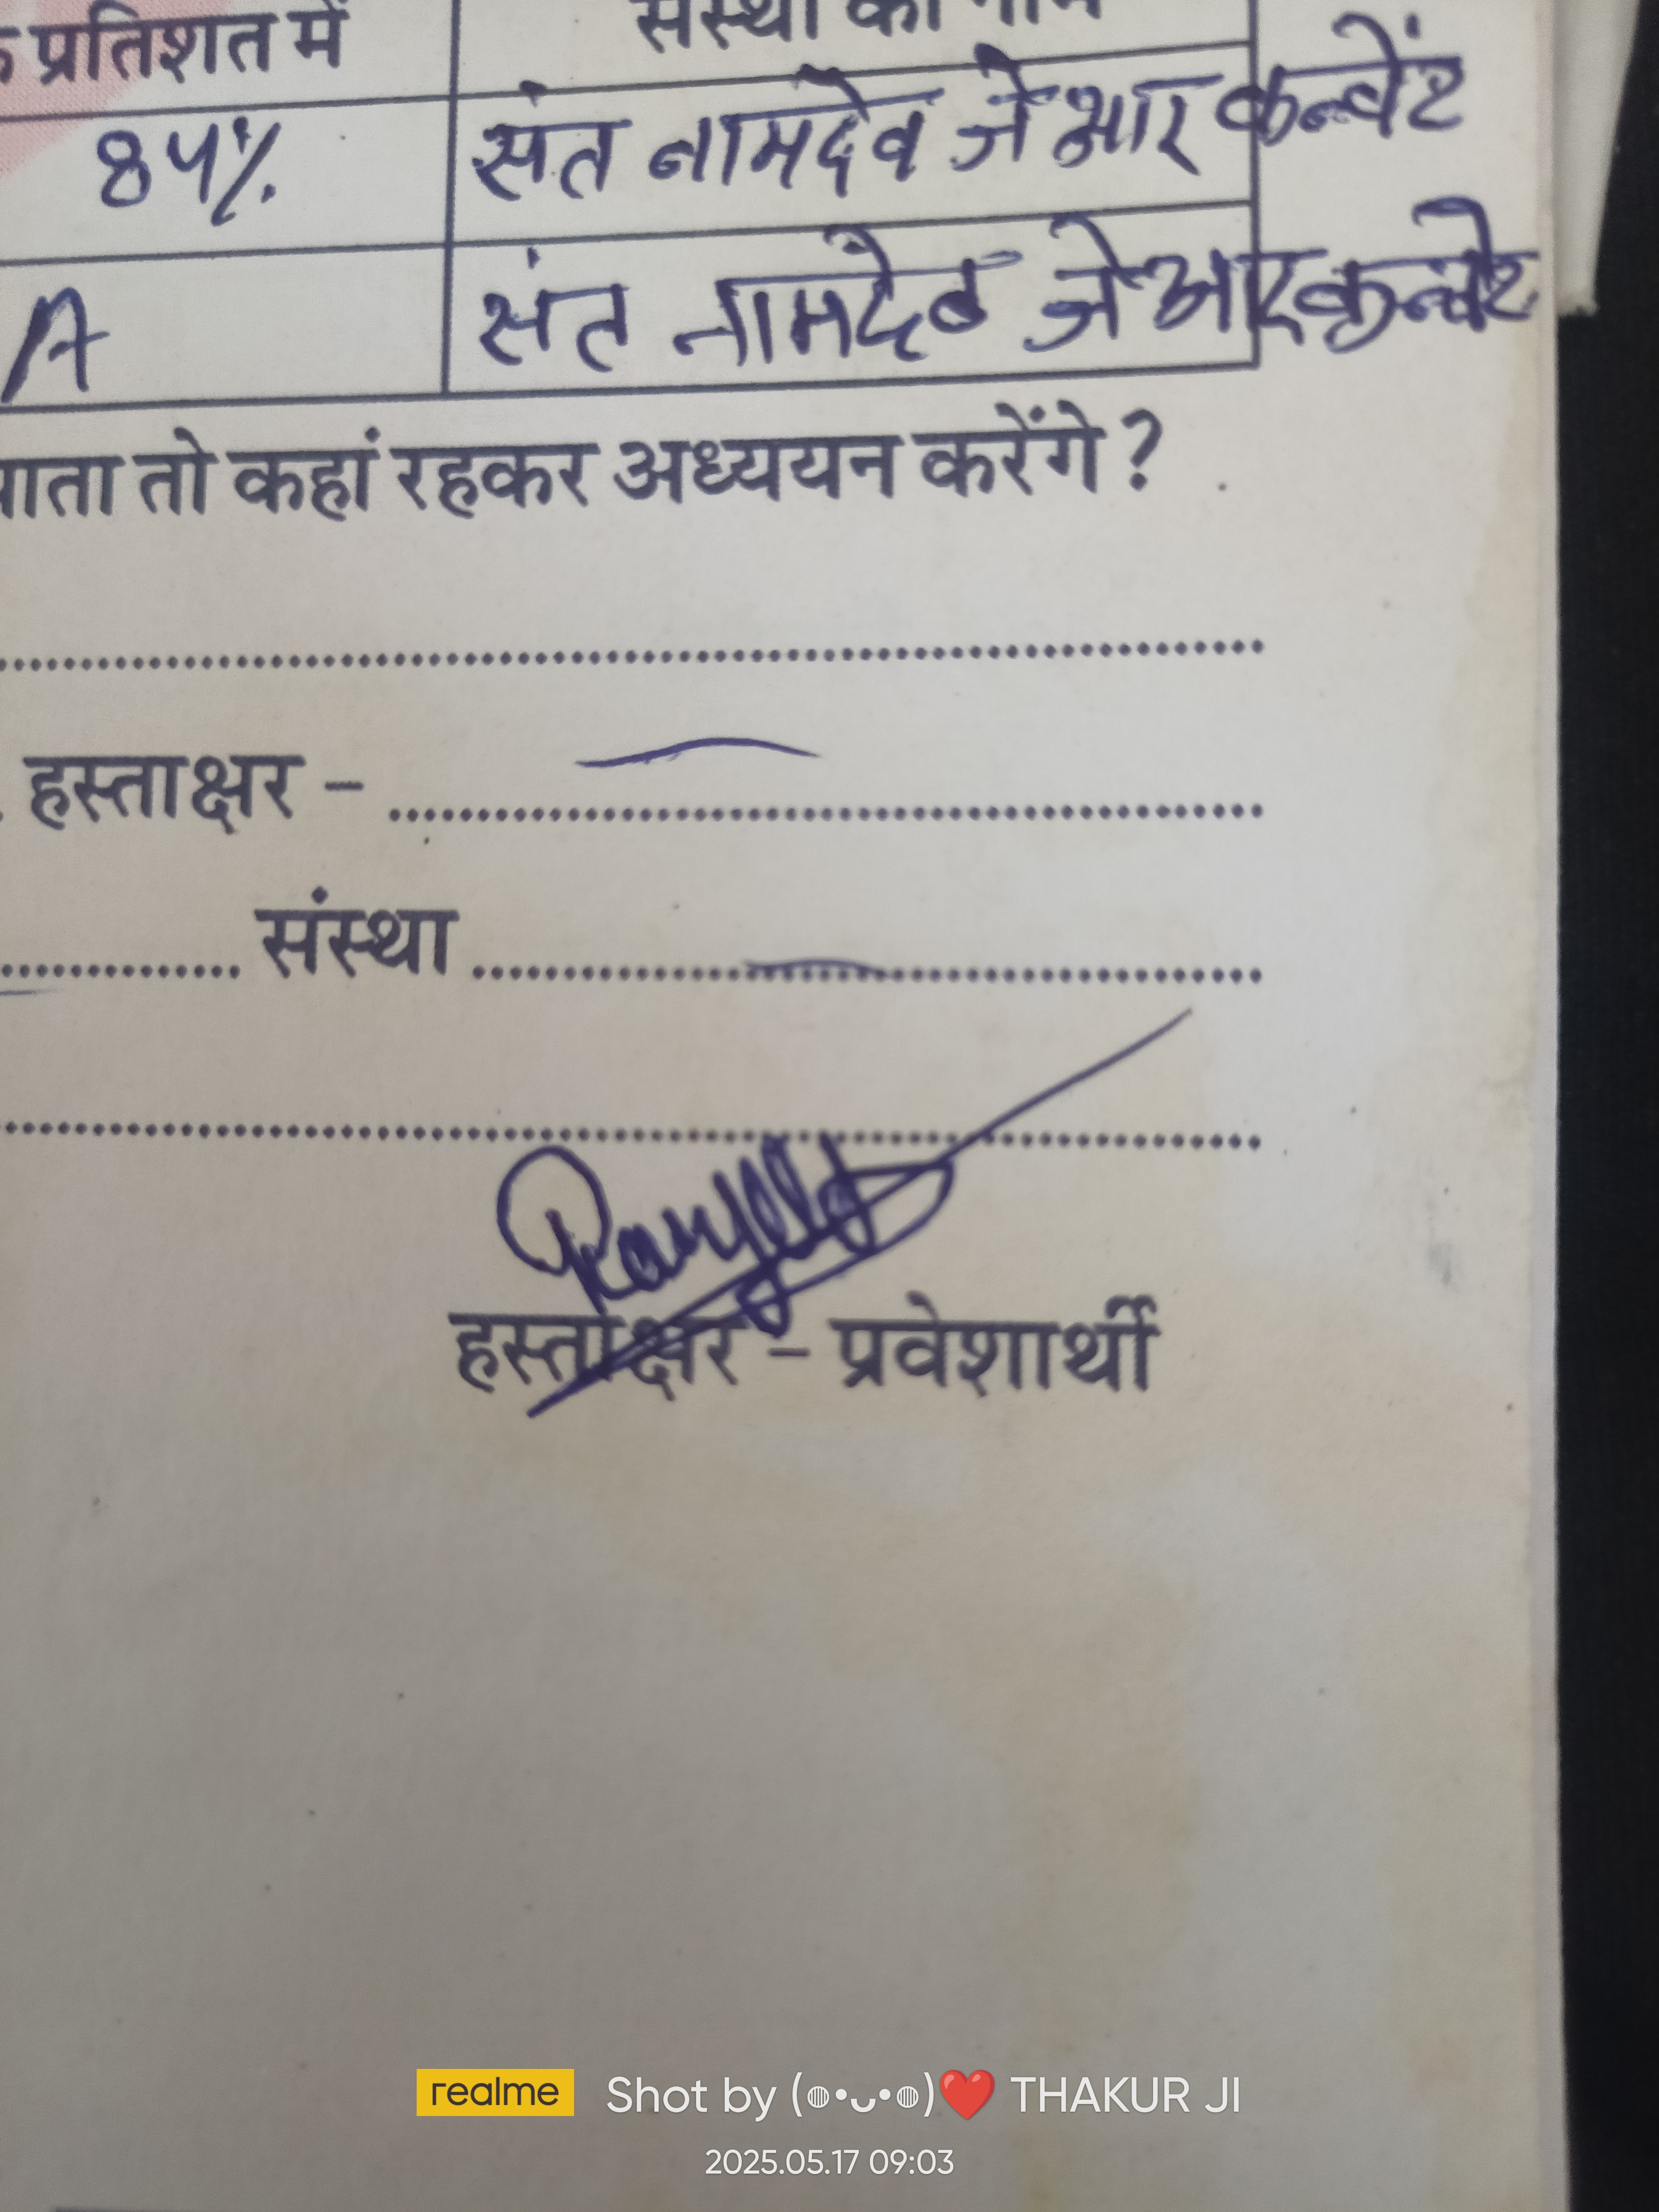 प्रतिशत में संस्था का नाम
84% संत नामदेव जे आर कन्वेंट
A संत नामदेव जे आर कन्वेंट
तो कहां रहकर अध्ययन करेंगे ?
हस्ताक्षर -
संस्था
हस्ताक्षर - प्रवेशार्थी
realme Shot by (◍•ᴗ•◍)❤️ THAKUR JI
2025.05.17 09:03